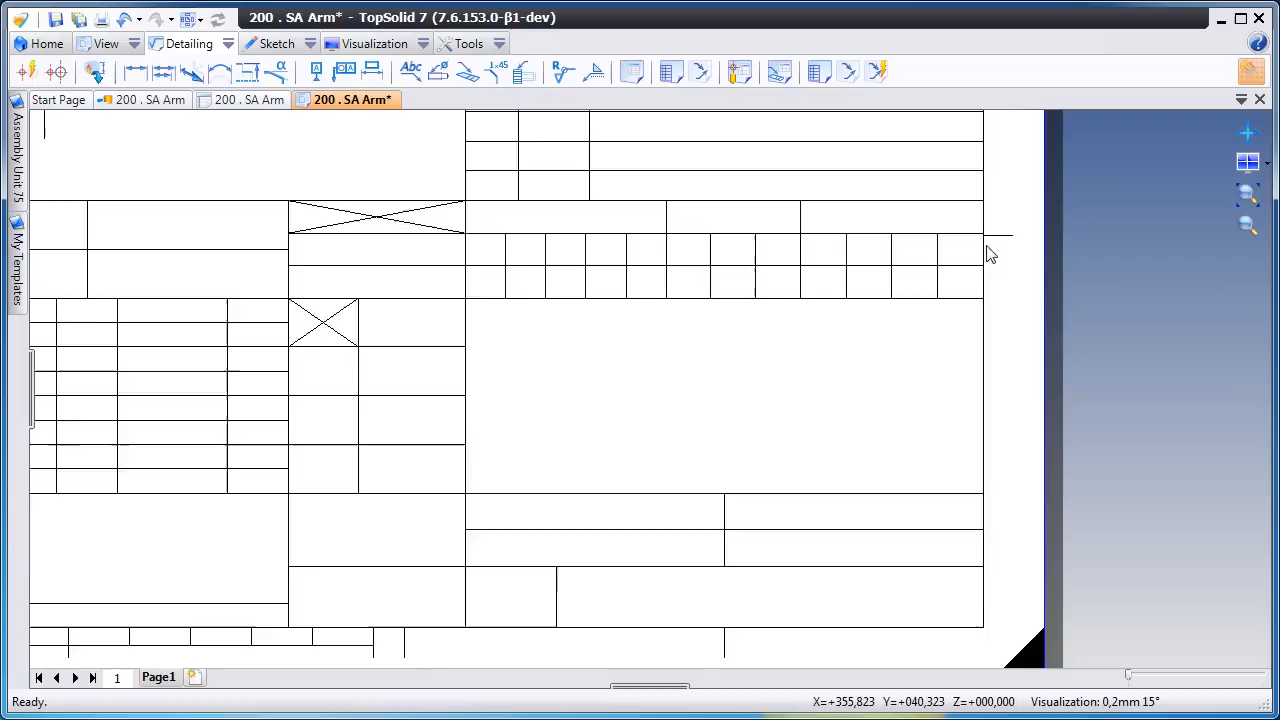 200 . SA Arm* - TopSolid 7 (7.6.153.0-β1-dev)
Home View Detailing Sketch Visualization Tools
Start Page 200 . SA Arm 200 . SA Arm 200 . SA Arm*
Assembly Unit 75
My Templates
1 Page1
Ready. X=+355,823 Y=+040,323 Z=+000,000 Visualization: 0,2mm 15°